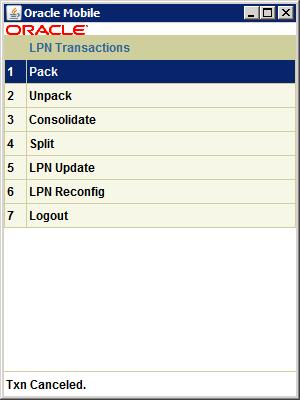 Oracle Mobile
ORACLE
LPN Transactions
1 Pack
2 Unpack
3 Consolidate
4 Split
5 LPN Update
6 LPN Reconfig
7 Logout
Txn Canceled.